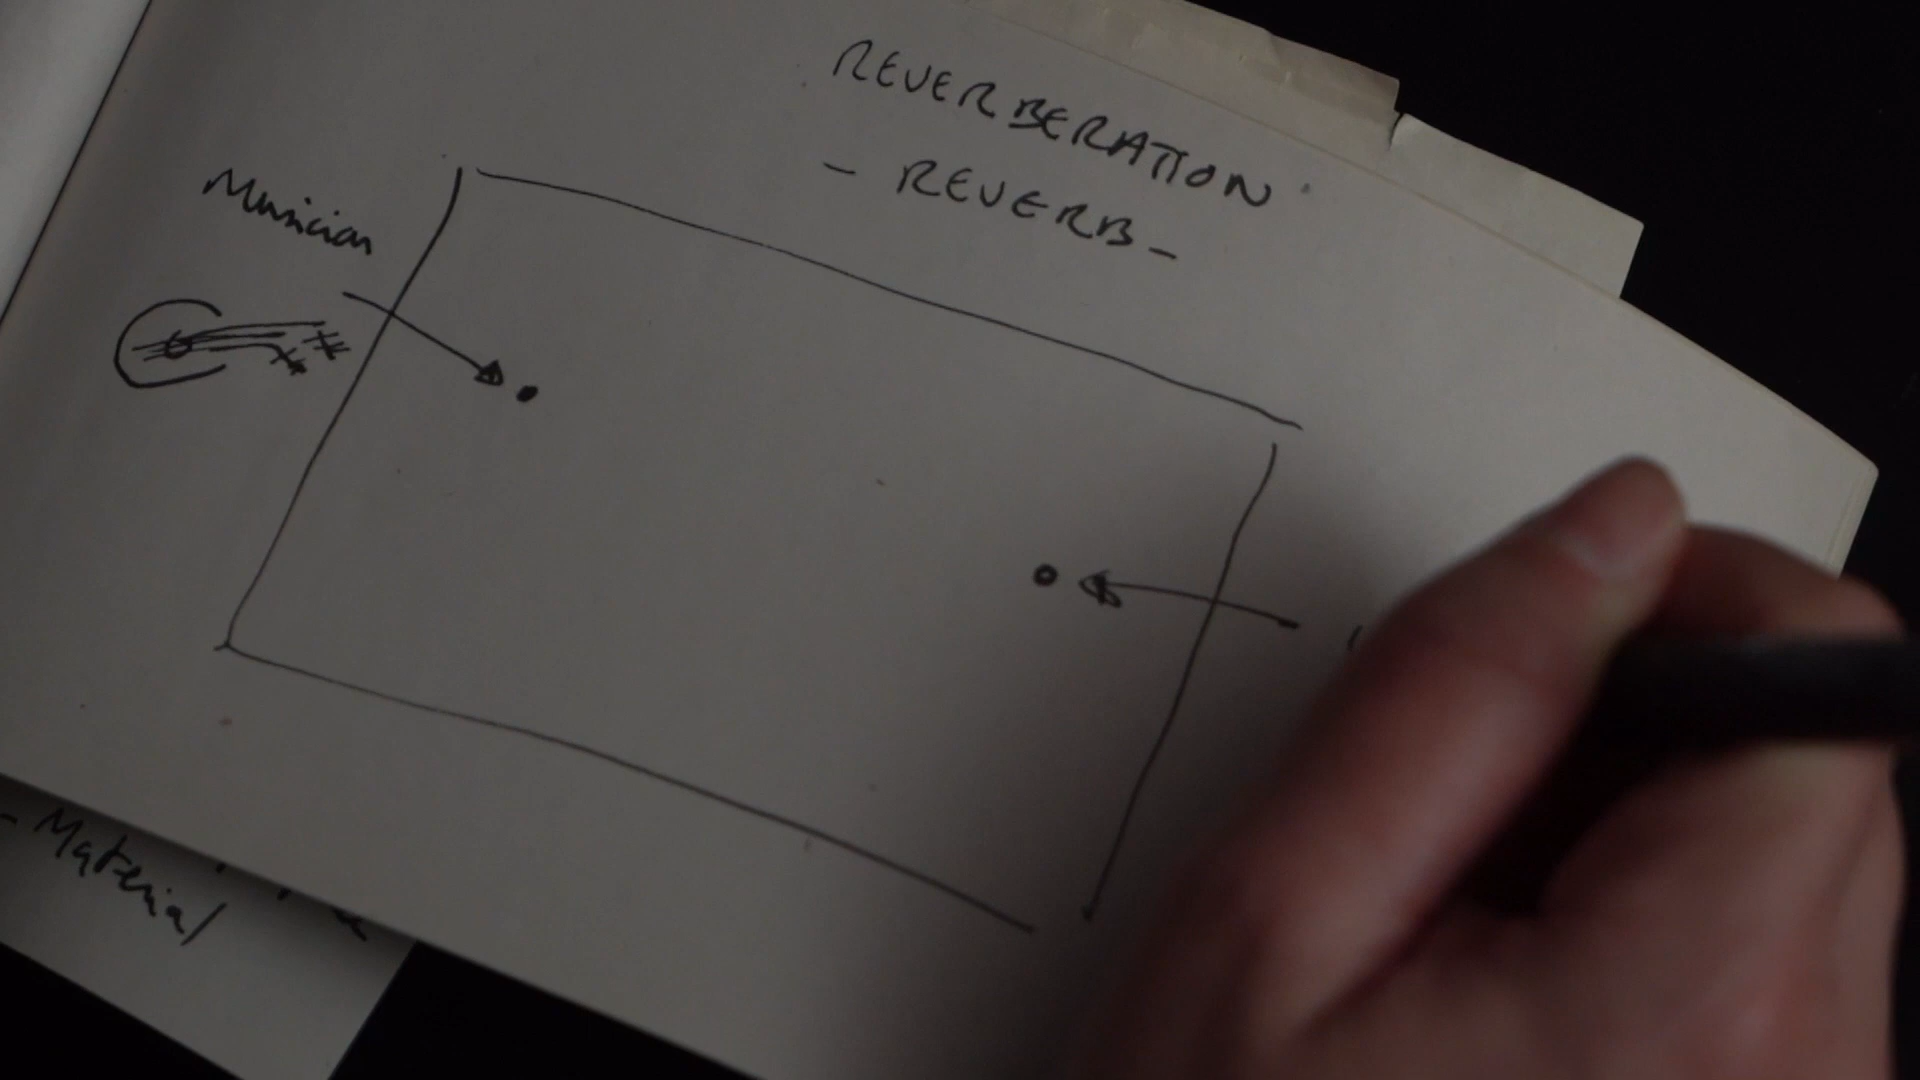 REVERBERATION
- REVERB -
Musician
- Material